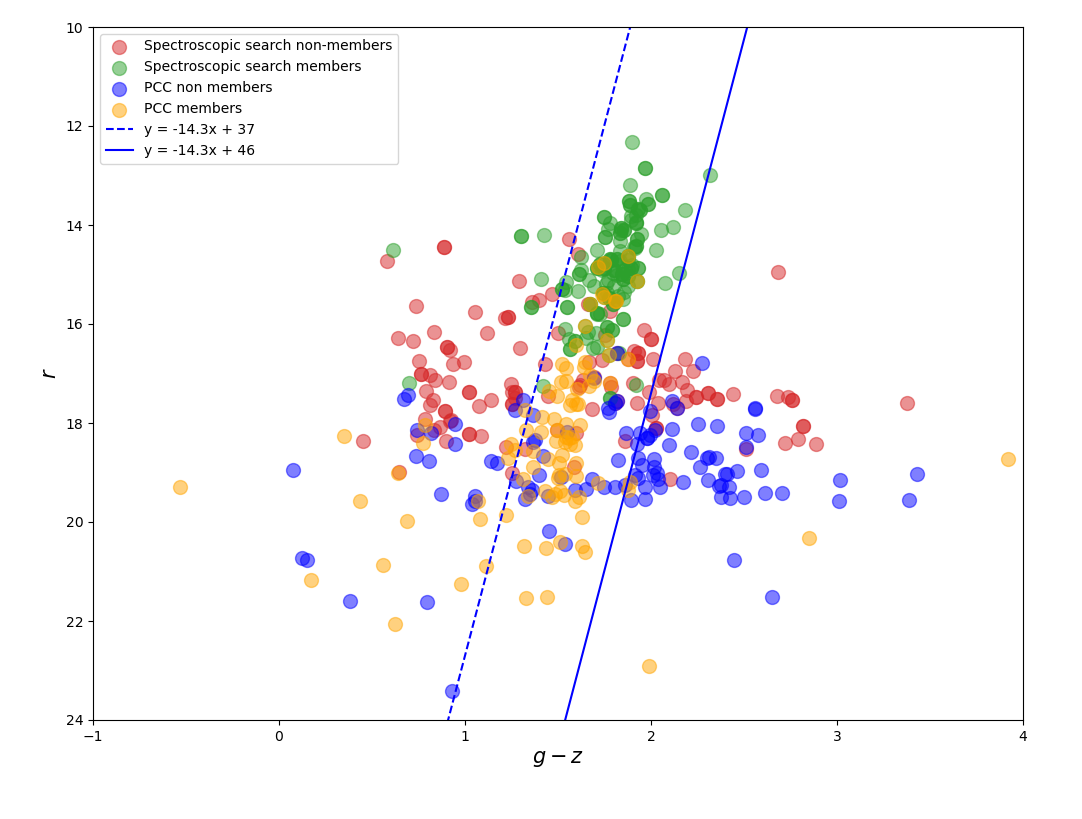 10
12
14
16
18
20
22
24
r
Spectroscopic search non-members
Spectroscopic search members
PCC non members
PCC members
y = -14.3x + 37
y = -14.3x + 46
−1 0 1 2 3 4
g − z